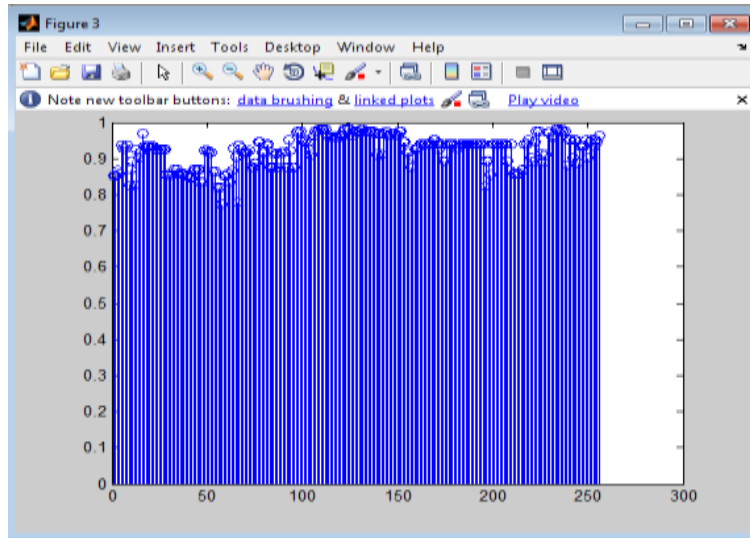 Figure 3
File Edit View Insert Tools Desktop Window Help
Note new toolbar buttons: data brushing & linked plots Play video
1
0.9
0.8
0.7
0.6
0.5
0.4
0.3
0.2
0.1
0
0 50 100 150 200 250 300